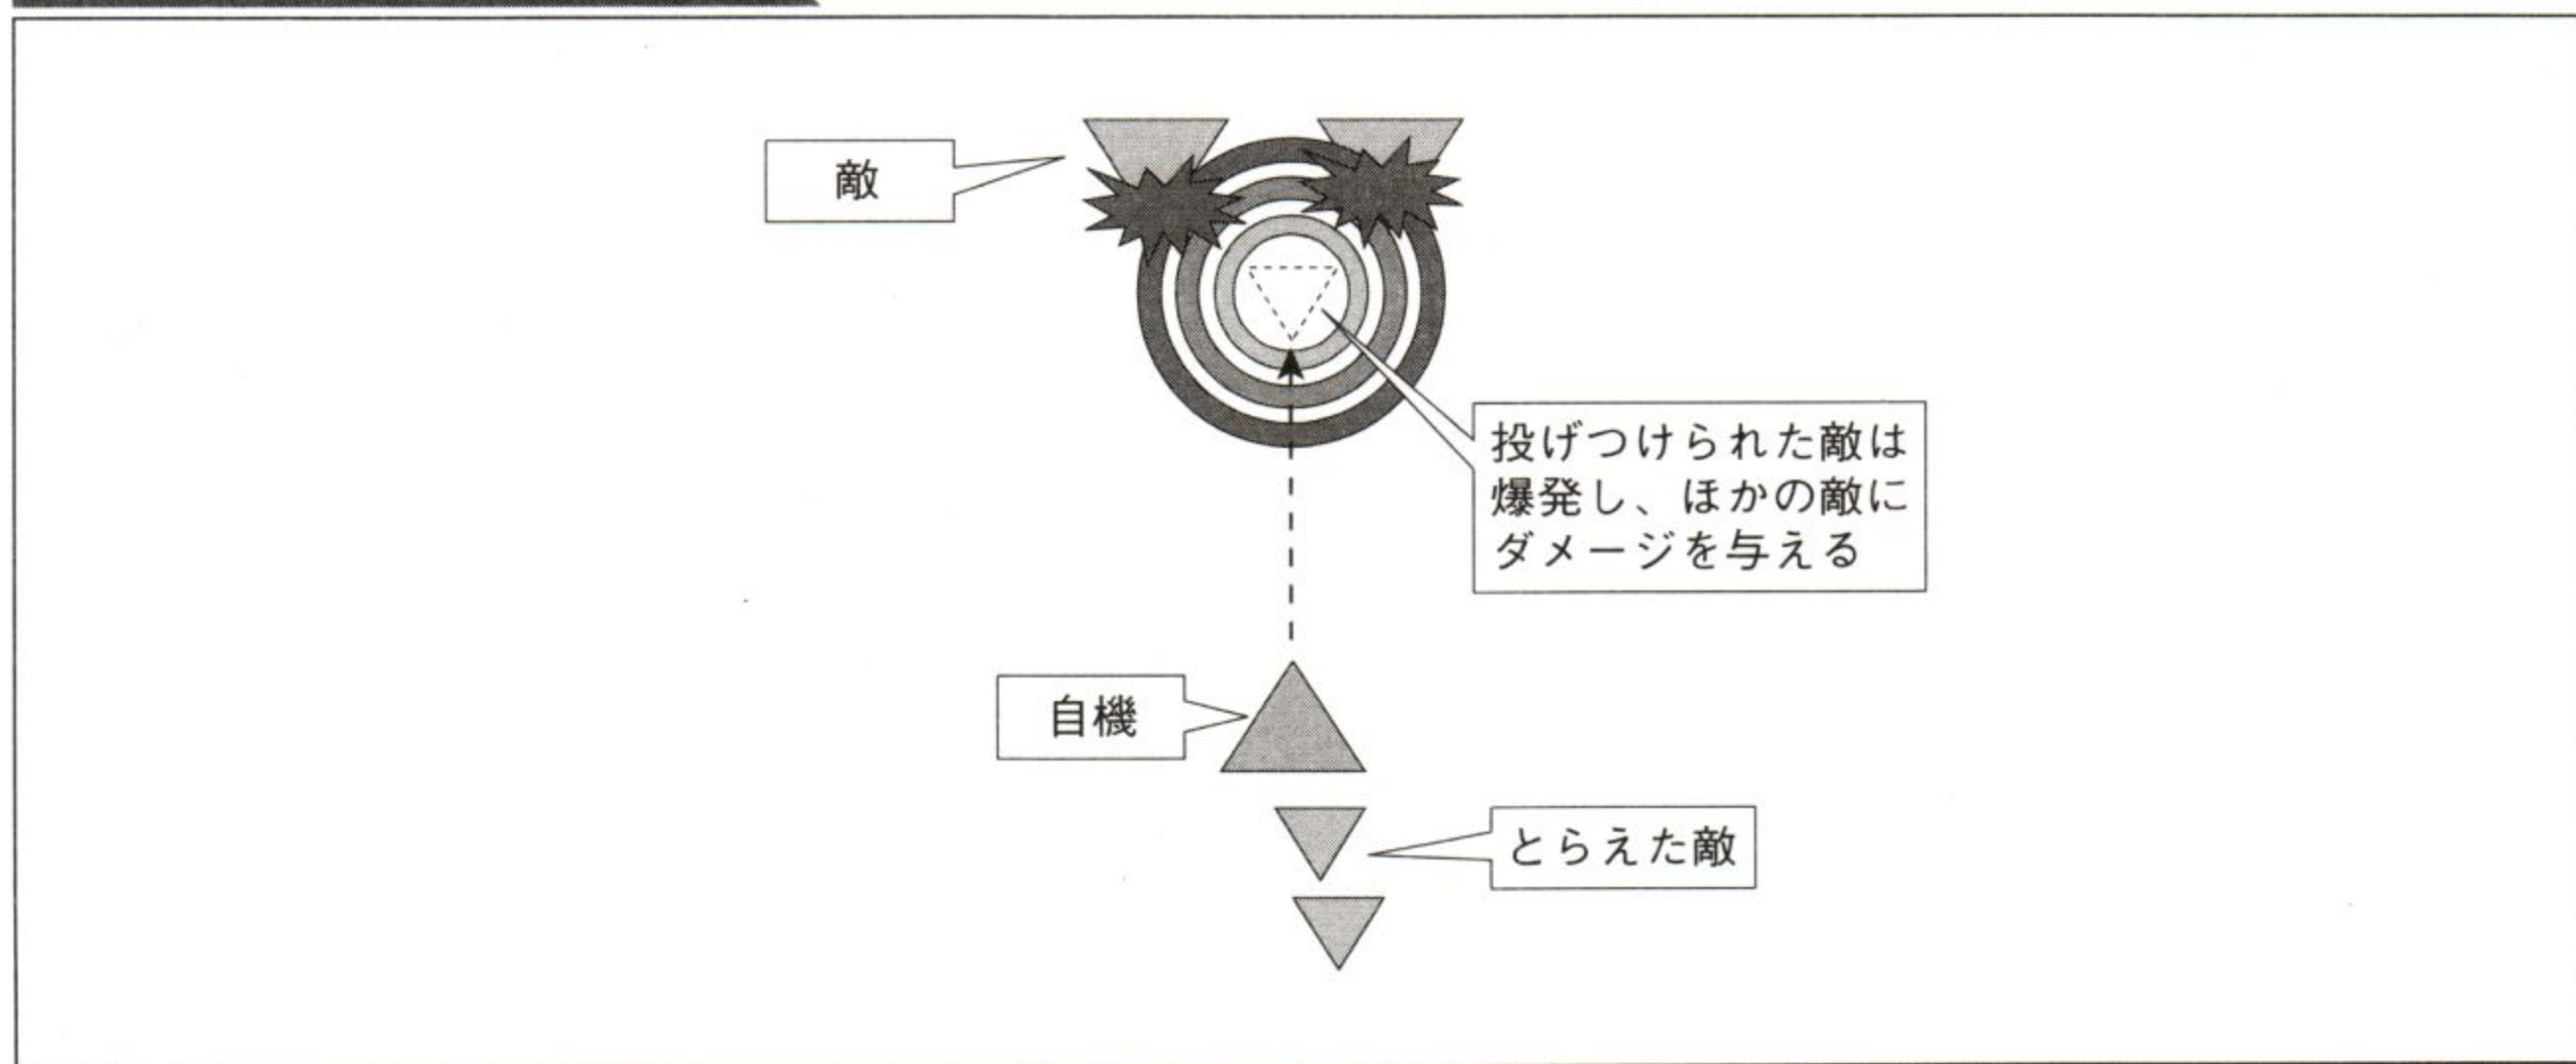 敵
投げつけられた敵は
爆発し、ほかの敵に
ダメージを与える
自機
とらえた敵